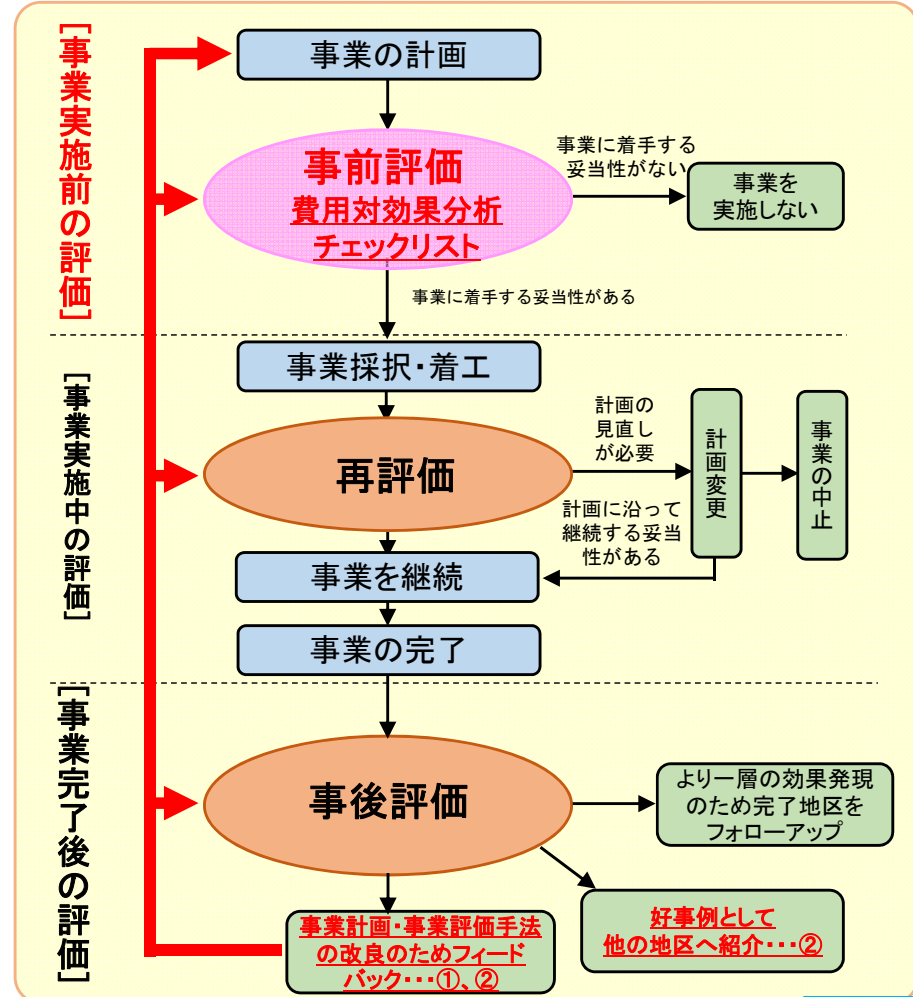 [事業実施前の評価]
事業の計画
事前評価
費用対効果分析
チェックリスト
事業に着手する
妥当性がない
事業を
実施しない
事業に着手する妥当性がある
[事業実施中の評価]
事業採択・着工
再評価
計画の
見直し
が必要
計画変更
事業の中止
計画に沿って
継続する妥当
性がある
事業を継続
事業の完了
[事業完了後の評価]
事後評価
より一層の効果発現
のため完了地区を
フォローアップ
事業計画・事業評価手法
の改良のためフィード
バック・・・①、②
好事例として
他の地区へ紹介・・・②